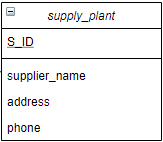 supply_plant
S_ID
supplier_name
address
phone